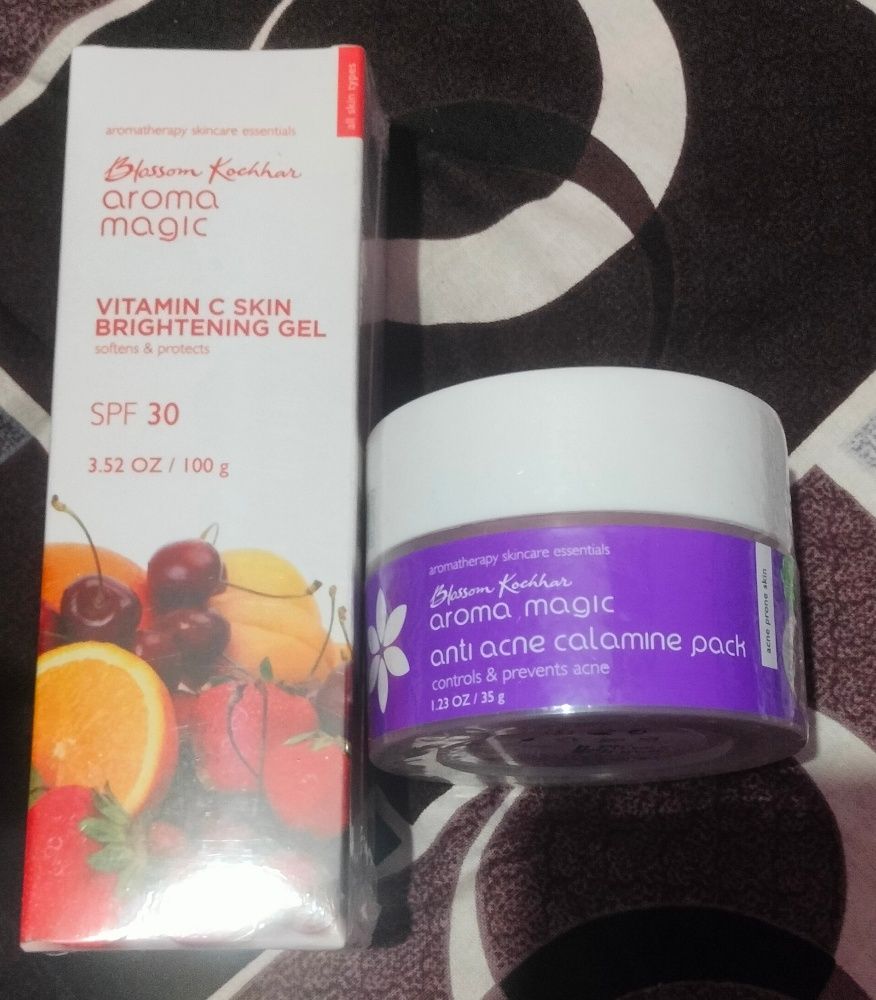 all skin types
aromatherapy skincare essentials
Blossom Kochhar
aroma
magic
VITAMIN C SKIN
BRIGHTENING GEL
softens & protects
SPF 30
3.52 OZ / 100 g
aromatherapy skincare essentials
Blossom Kochhar
aroma magic
anti acne calamine pack
controls & prevents acne
1.23 OZ / 35 g
acne prone skin